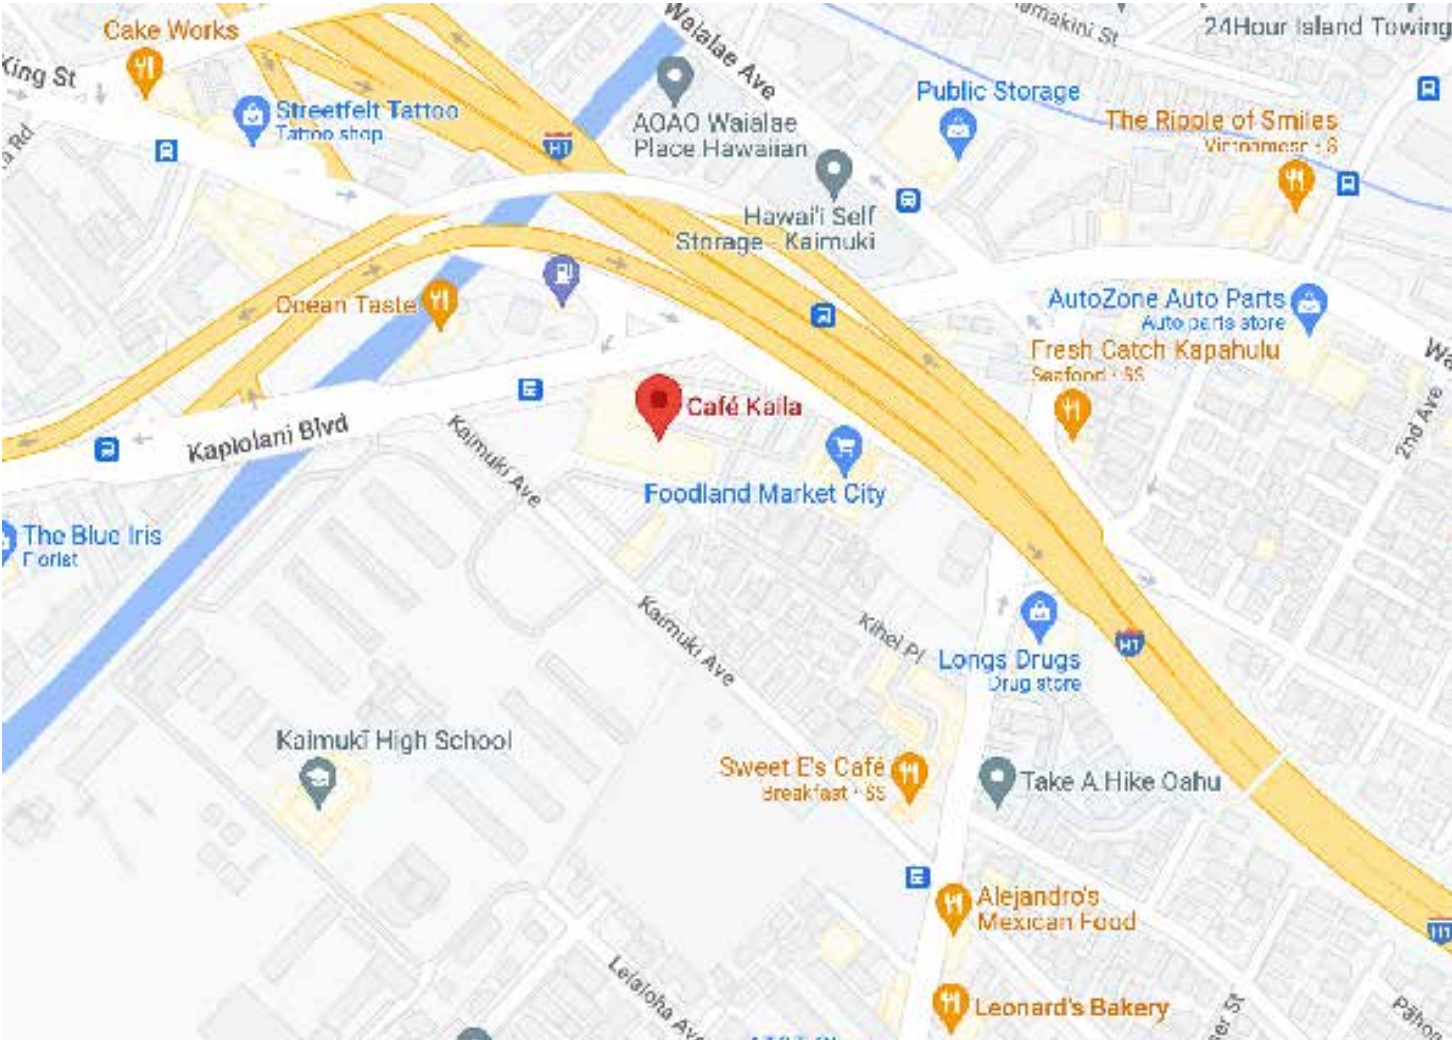 Cake Works
King St
Streetfelt Tattoo
Tattoo shop
H1
Waialae Ave
AOAO Waialae
Place Hawaiian
Public Storage
24Hour Island Towing
The Ripple of Smiles
Vietnamese · $
Hawai'i Self
Storage - Kaimuki
Ocean Taste
AutoZone Auto Parts
Auto parts store
Fresh Catch Kapahulu
Seafood · $$
2nd Ave
Café Kaila
Kapiolani Blvd
Kaimuki Ave
Foodland Market City
The Blue Iris
Florist
Kaimuki Ave
Kihei Pl
Longs Drugs
Drug store
H1
Kaimukī High School
Sweet E's Café
Breakfast · $$
Take A Hike Oahu
Alejandro's
Mexican Food
H1
Leialoha Ave
Leonard's Bakery